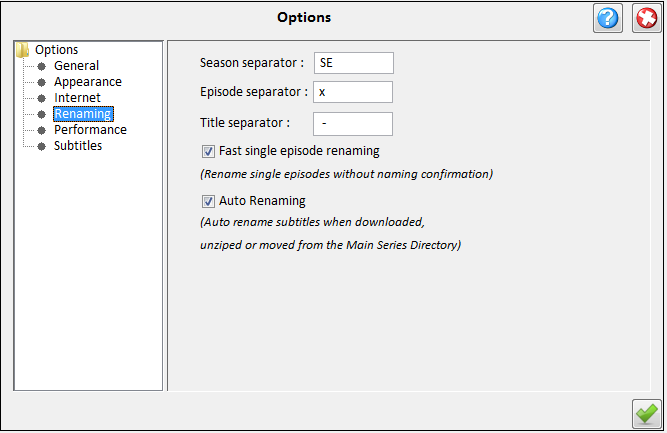 Options
Options
General
Appearance
Internet
Renaming
Performance
Subtitles
Season separator : SE
Episode separator : x
Title separator : -
Fast single episode renaming
(Rename single episodes without naming confirmation)
Auto Renaming
(Auto rename subtitles when downloaded,
unziped or moved from the Main Series Directory)